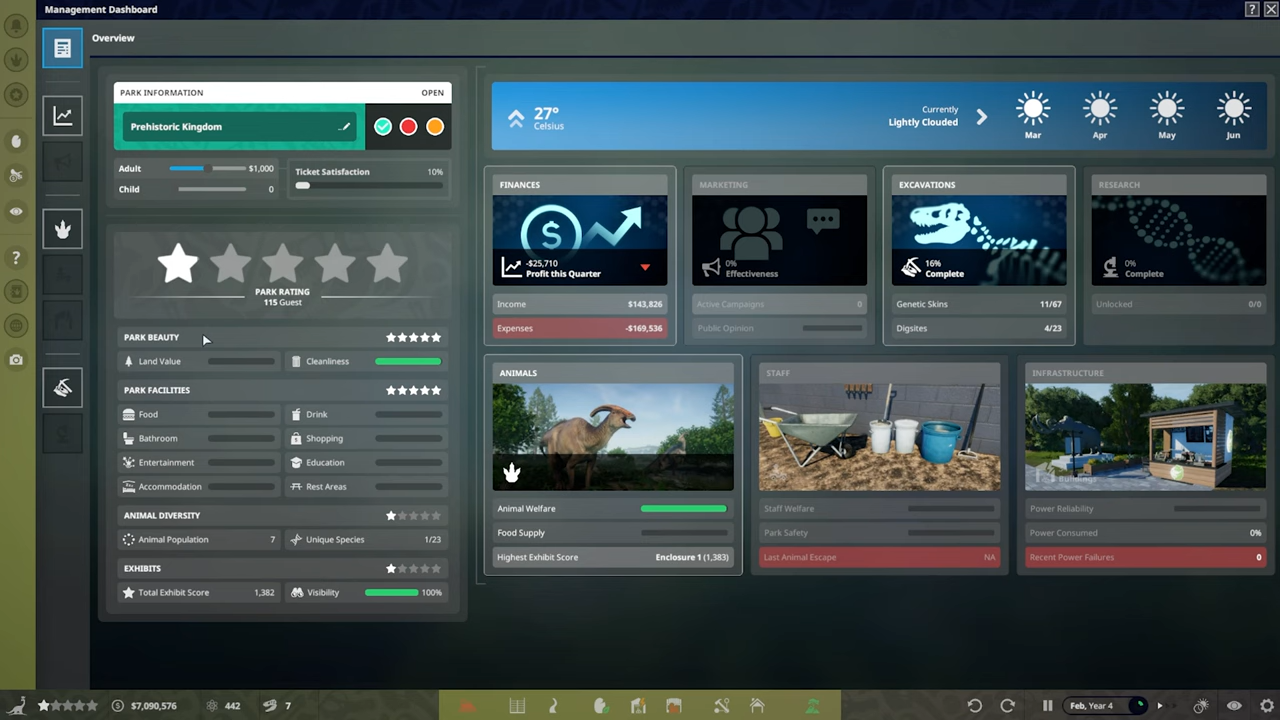 Management Dashboard
?
Overview
PARK INFORMATION OPEN
Prehistoric Kingdom
Adult $1,000
Child 0
Ticket Satisfaction 10%
PARK RATING
115 Guest
PARK BEAUTY
Land Value Cleanliness
PARK FACILITIES
Food Drink
Bathroom Shopping
Entertainment Education
Accommodation Rest Areas
ANIMAL DIVERSITY
Animal Population 7 Unique Species 1/23
EXHIBITS
Total Exhibit Score 1,382 Visibility 100%
27°
Celsius
Currently
Lightly Clouded
Mar Apr May Jun
FINANCES
-$25,710
Profit this Quarter
Income $143,826
Expenses -$169,536
MARKETING
0%
Effectiveness
Active Campaigns 0
Public Opinion
EXCAVATIONS
16%
Complete
Genetic Skins 11/67
Digsites 4/23
RESEARCH
0%
Complete
Unlocked 0/0
ANIMALS
Animal Welfare
Food Supply
Highest Exhibit Score Enclosure 1 (1,383)
STAFF
Staff Welfare
Park Safety
Last Animal Escape NA
INFRASTRUCTURE
Buildings
Power Reliability
Power Consumed 0%
Recent Power Failures 0
?
$7,090,576 442 7
Feb, Year 4